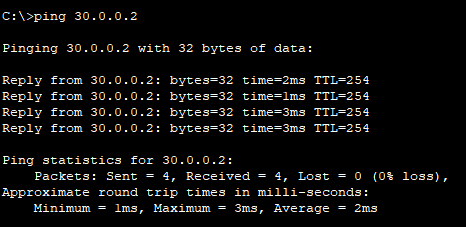 C:\>ping 30.0.0.2
Pinging 30.0.0.2 with 32 bytes of data:
Reply from 30.0.0.2: bytes=32 time=2ms TTL=254
Reply from 30.0.0.2: bytes=32 time=1ms TTL=254
Reply from 30.0.0.2: bytes=32 time=3ms TTL=254
Reply from 30.0.0.2: bytes=32 time=3ms TTL=254
Ping statistics for 30.0.0.2:
    Packets: Sent = 4, Received = 4, Lost = 0 (0% loss),
Approximate round trip times in milli-seconds:
    Minimum = 1ms, Maximum = 3ms, Average = 2ms